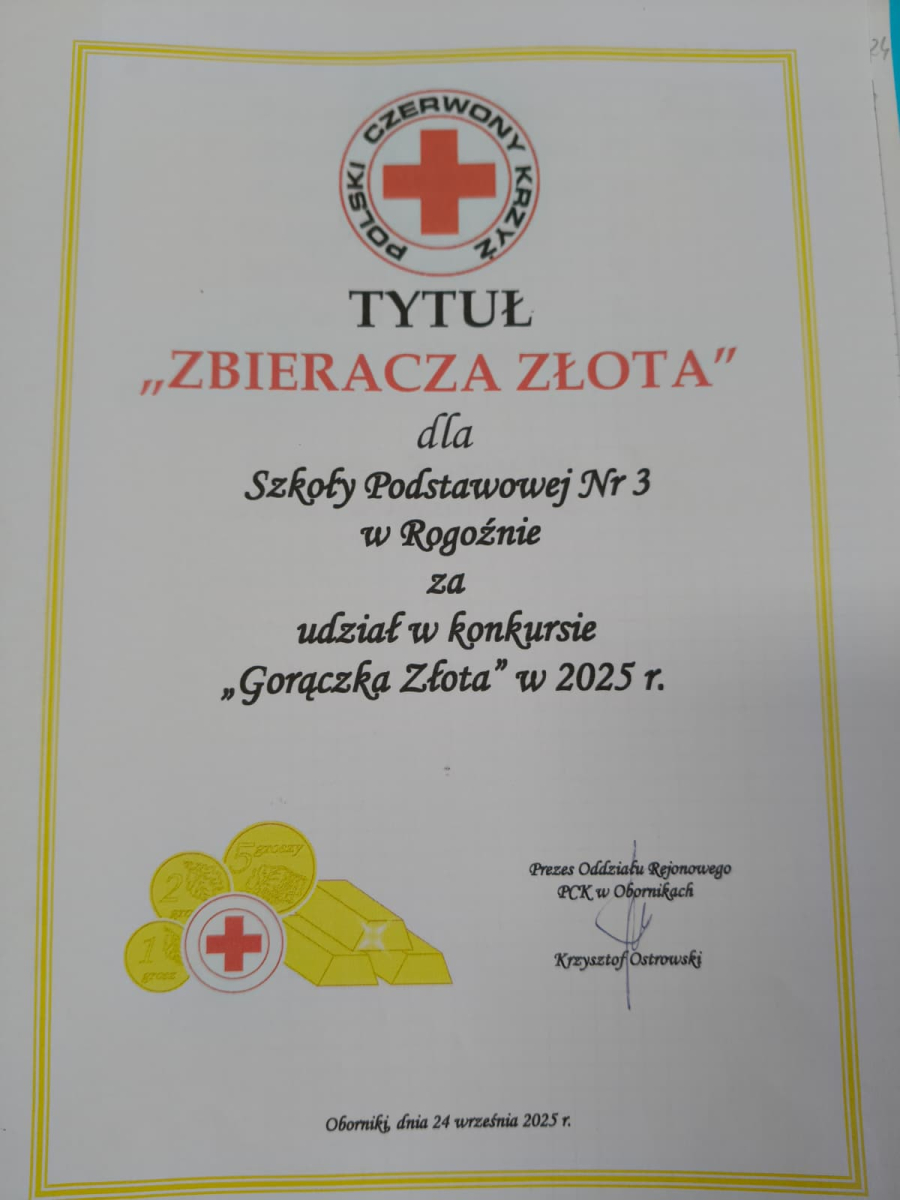 POLSKI CZERWONY KRZYŻ
TYTUŁ
„ZBIERACZA ZŁOTA”
dla
Szkoły Podstawowej Nr 3
w Rogoźnie
za
udział w konkursie
„Gorączka Złota” w 2025 r.
5 groszy
2
1
grosz
Prezes Oddziału Rejonowego
PCK w Obornikach
Krzysztof Ostrowski
Oborniki, dnia 24 września 2025 r.